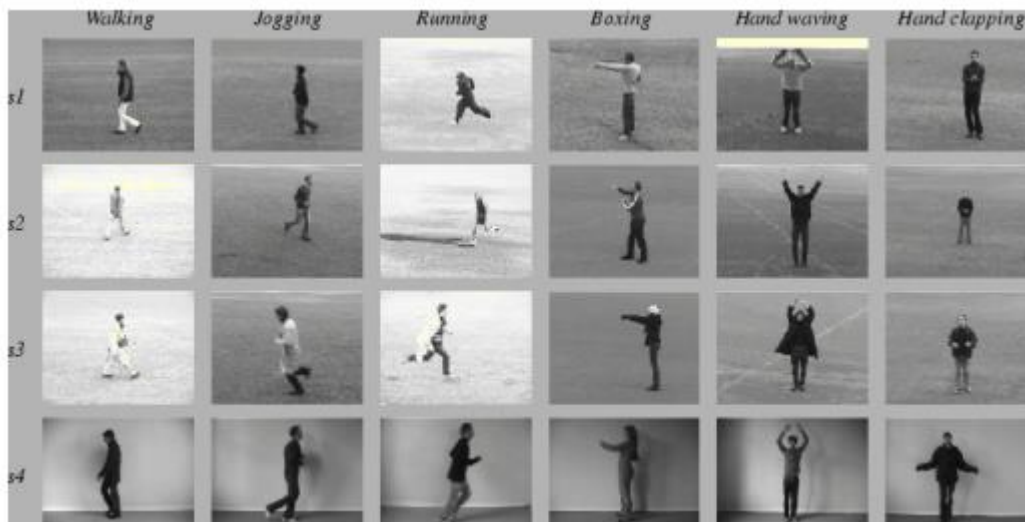 Walking Jogging Running Boxing Hand waving Hand clapping
s1
s2
s3
s4